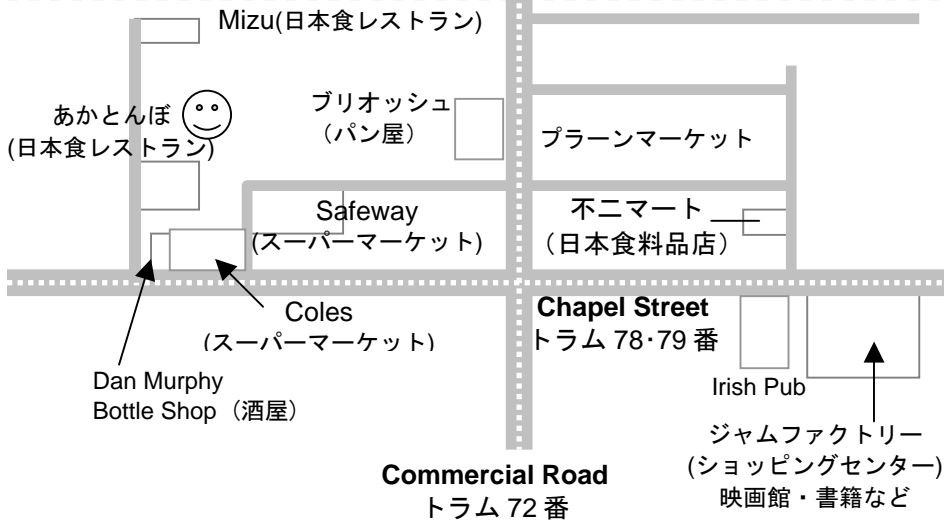 Mizu(日本食レストラン)
あかとんぼ
(日本食レストラン)
ブリオッシュ
（パン屋）
プラーンマーケット
Safeway
(スーパーマーケット)
不二マート
（日本食料品店）
Coles
(スーパーマーケット)
Chapel Street
トラム 78･79 番
Dan Murphy
Bottle Shop（酒屋）
Irish Pub
ジャムファクトリー
(ショッピングセンター)
映画館・書籍など
Commercial Road
トラム 72 番